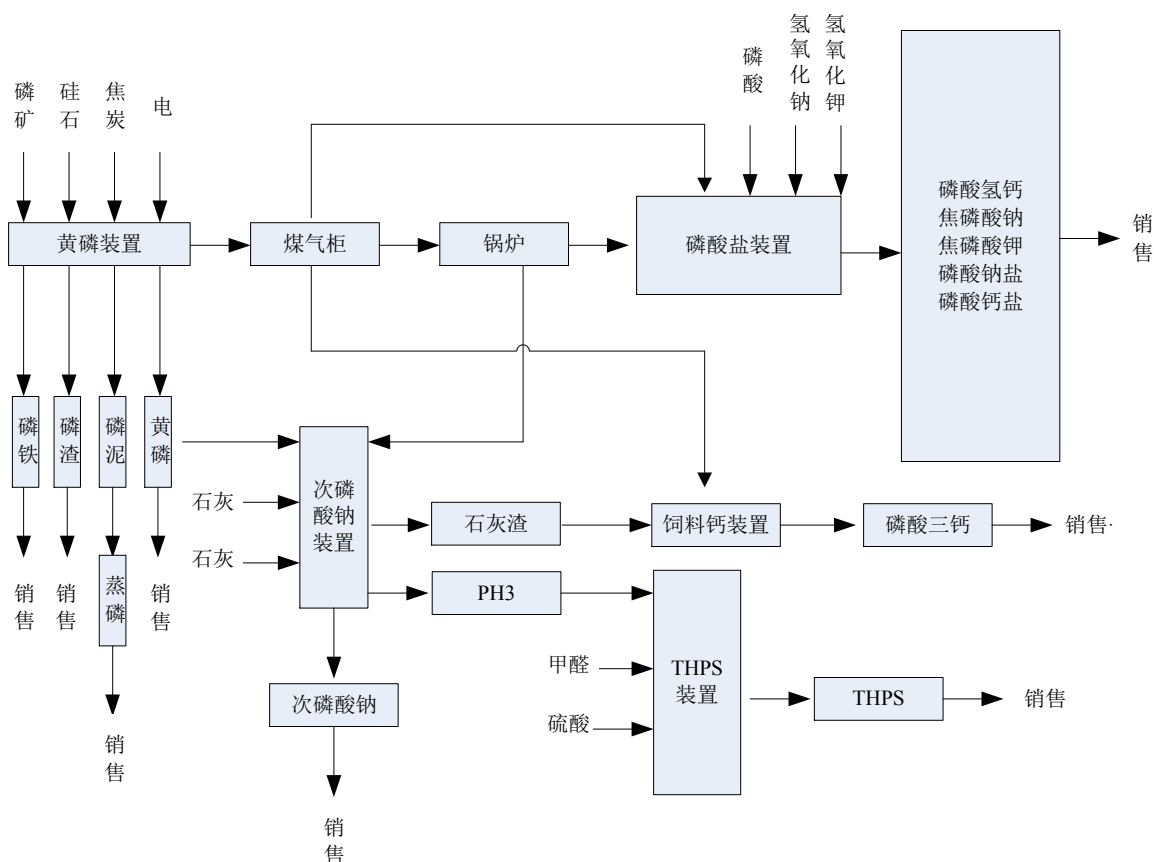 磷矿
硅石
焦炭
电
磷酸
氢氧化钠
氢氧化钾
黄磷装置
煤气柜
锅炉
磷酸盐装置
磷酸氢钙
焦磷酸钠
焦磷酸钾
磷酸钠盐
磷酸钙盐
销售
磷铁
磷渣
磷泥
黄磷
石灰
石灰
次磷
酸钠
装置
石灰渣
饲料钙装置
磷酸三钙
销售
销售
销售
蒸磷
销售
PH3
甲醛
硫酸
THPS
装置
THPS
销售
次磷酸钠
销售
销售